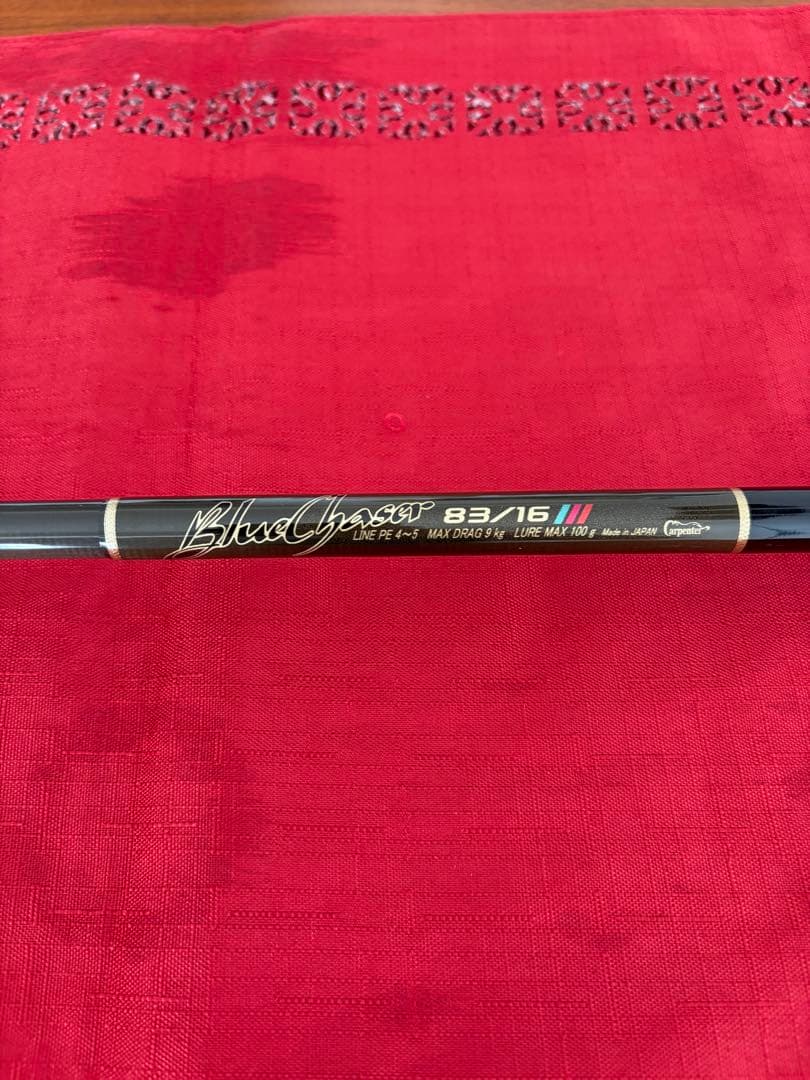 BlueChaser 83/16
LINE PE 4~5 MAX DRAG 9 kg LURE MAX 100 g Made in JAPAN Carpenter